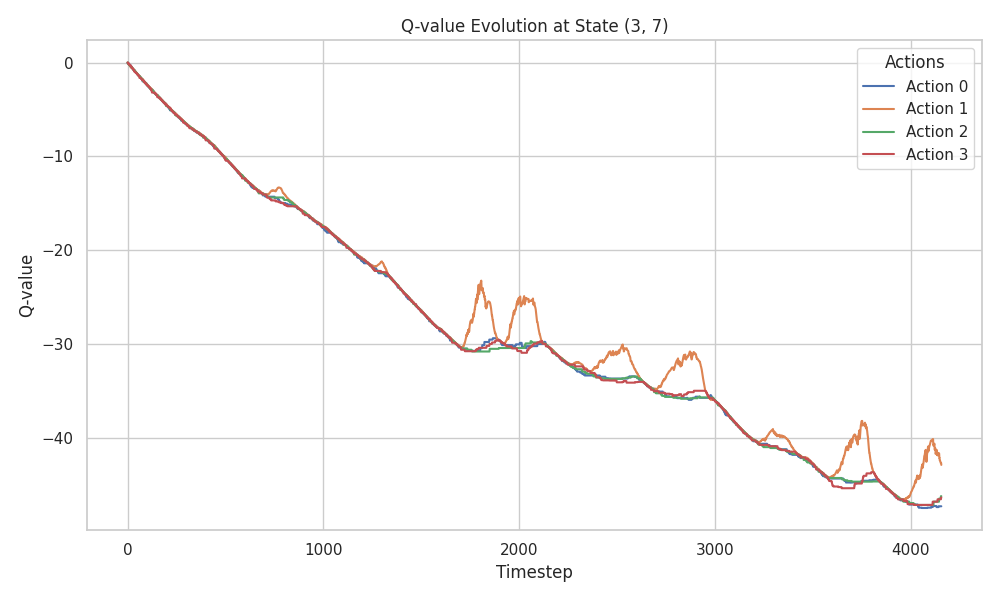 Q-value Evolution at State (3, 7)
Actions
Action 0
Action 1
Action 2
Action 3
Q-value
0
−10
−20
−30
−40
0
1000
2000
3000
4000
Timestep